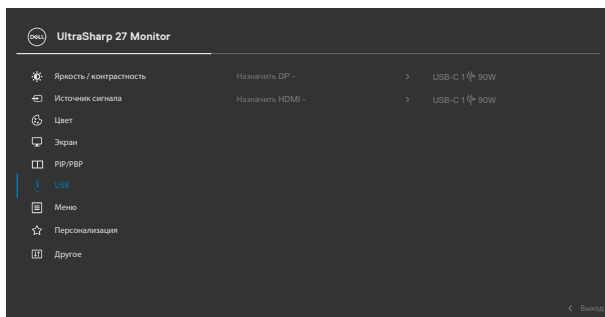 DELL UltraSharp 27 Monitor
Яркость / контрастность Назначить DP - > USB-C 1 90W
Источник сигнала Назначить HDMI - > USB-C 1 90W
Цвет
Экран
PIP/PBP
USB
Меню
Персонализация
Другое
< Выход